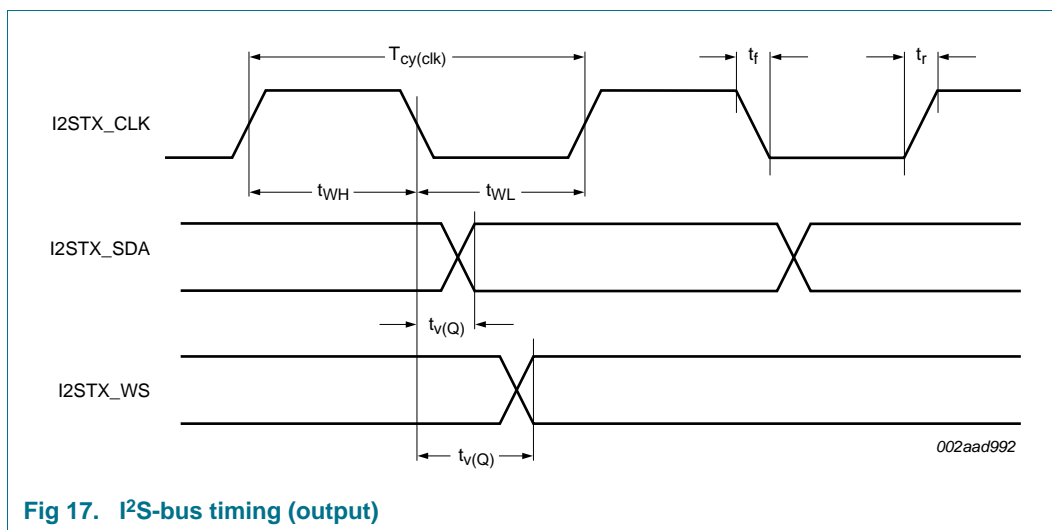 T_cy(clk)
t_f
t_r
I2STX_CLK
t_WH
t_WL
I2STX_SDA
t_v(Q)
I2STX_WS
t_v(Q)
002aad992
Fig 17. I²S-bus timing (output)